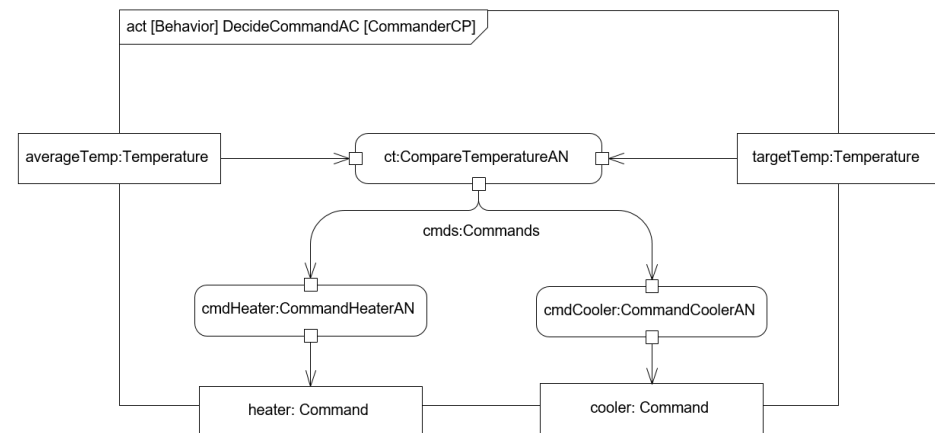 act [Behavior] DecideCommandAC [CommanderCP]
averageTemp:Temperature
ct:CompareTemperatureAN
targetTemp:Temperature
cmds:Commands
cmdHeater:CommandHeaterAN
cmdCooler:CommandCoolerAN
heater: Command
cooler: Command